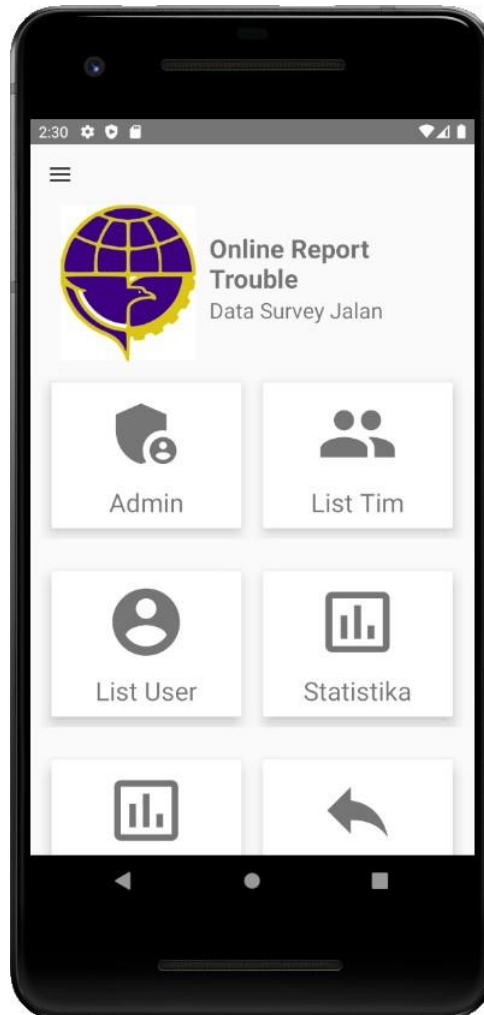 2:30
Online Report
Trouble
Data Survey Jalan
Admin
List Tim
List User
Statistika